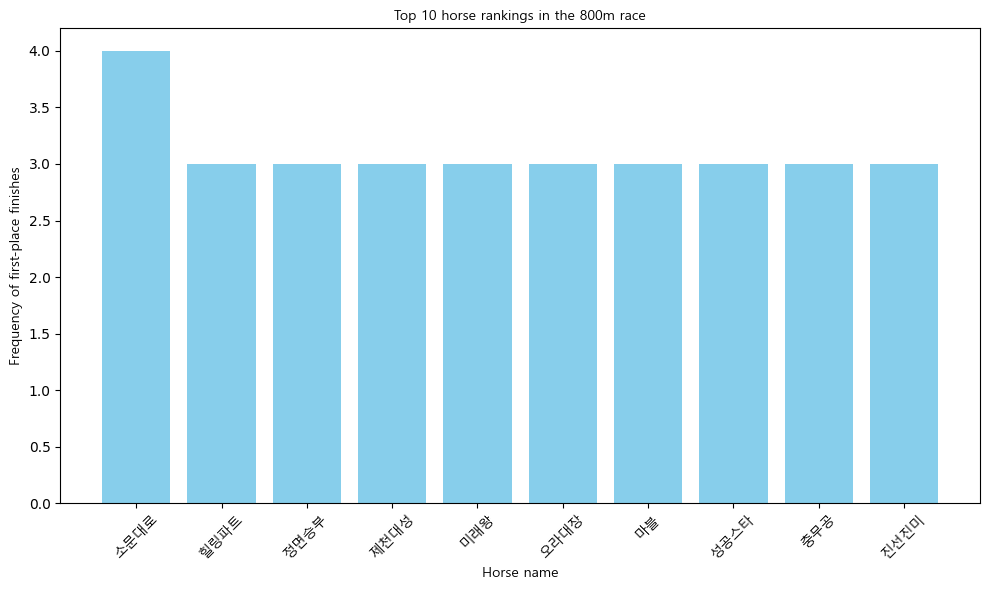 Top 10 horse rankings in the 800m race
Frequency of first-place finishes
4.0
3.5
3.0
2.5
2.0
1.5
1.0
0.5
0.0
소문대로
힐링파트
정면승부
제천대성
미래왕
오라대장
마블
성공스타
충무공
진선진미
Horse name